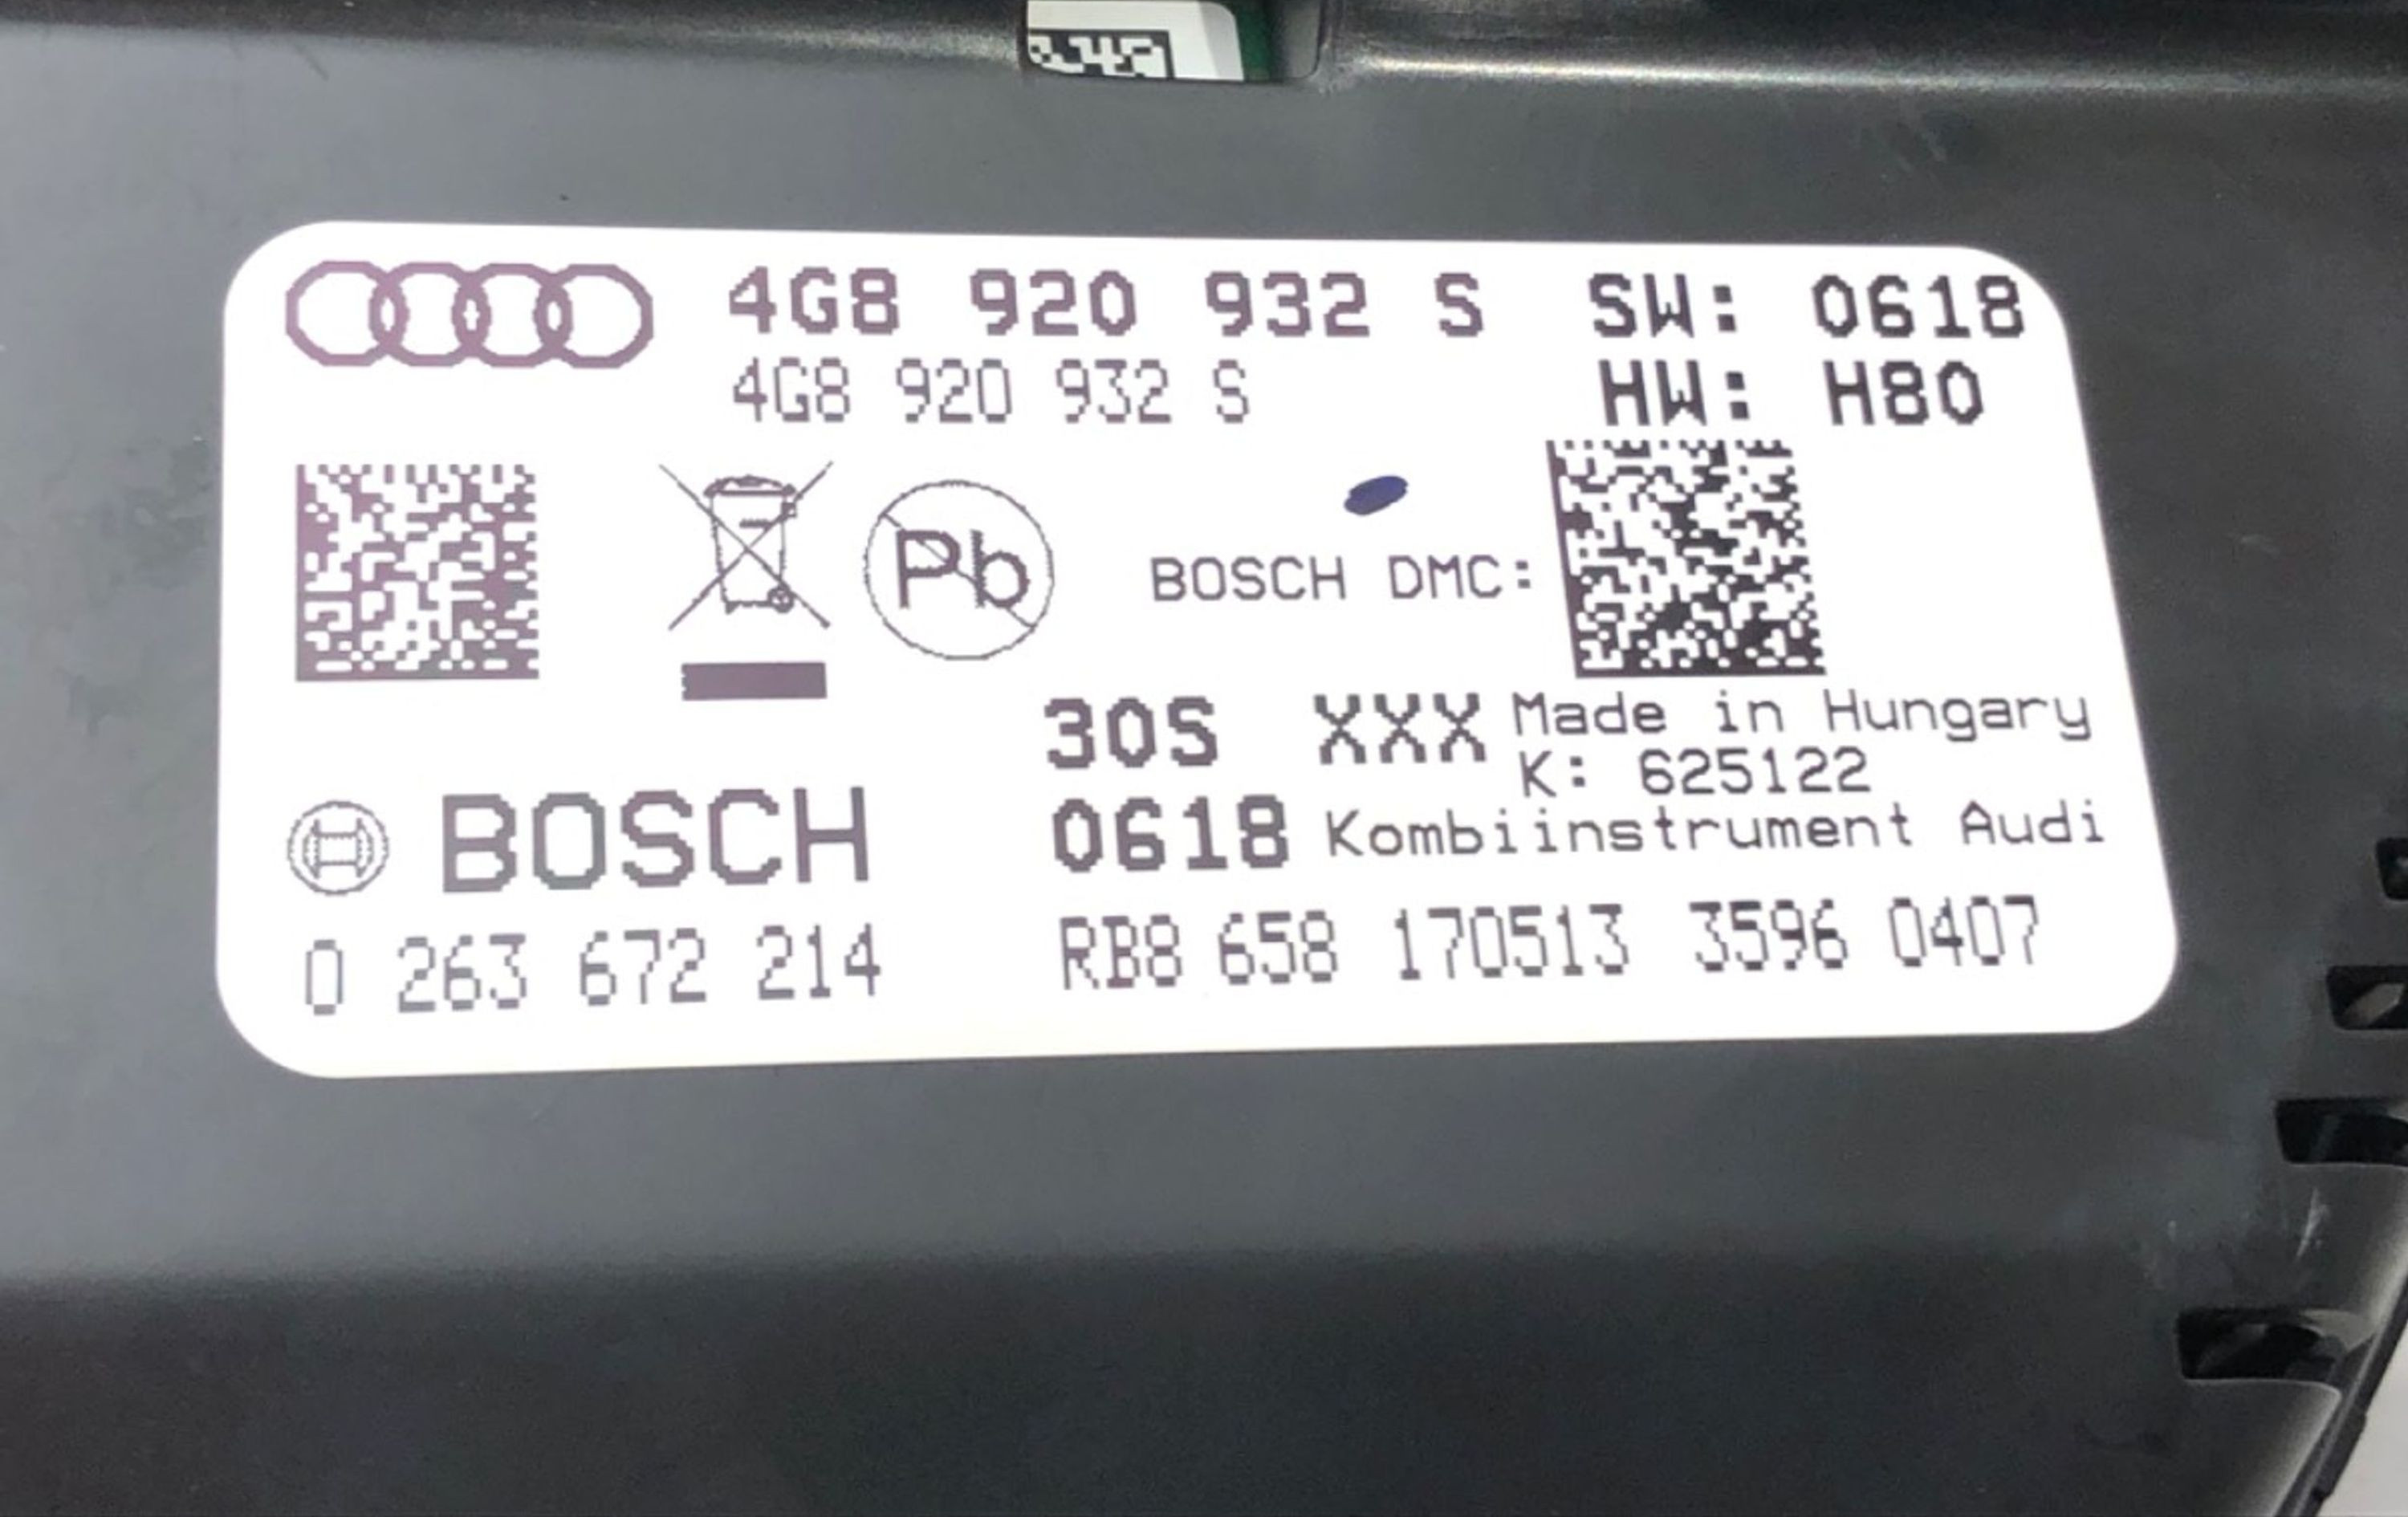 4G8 920 932 S SW: 0618
4G8 920 932 S HW: H80
Pb
BOSCH DMC:
30S XXX Made in Hungary
K: 625122
BOSCH 0618 Kombiinstrument Audi
0 263 672 214 RB8 658 170513 3596 0407